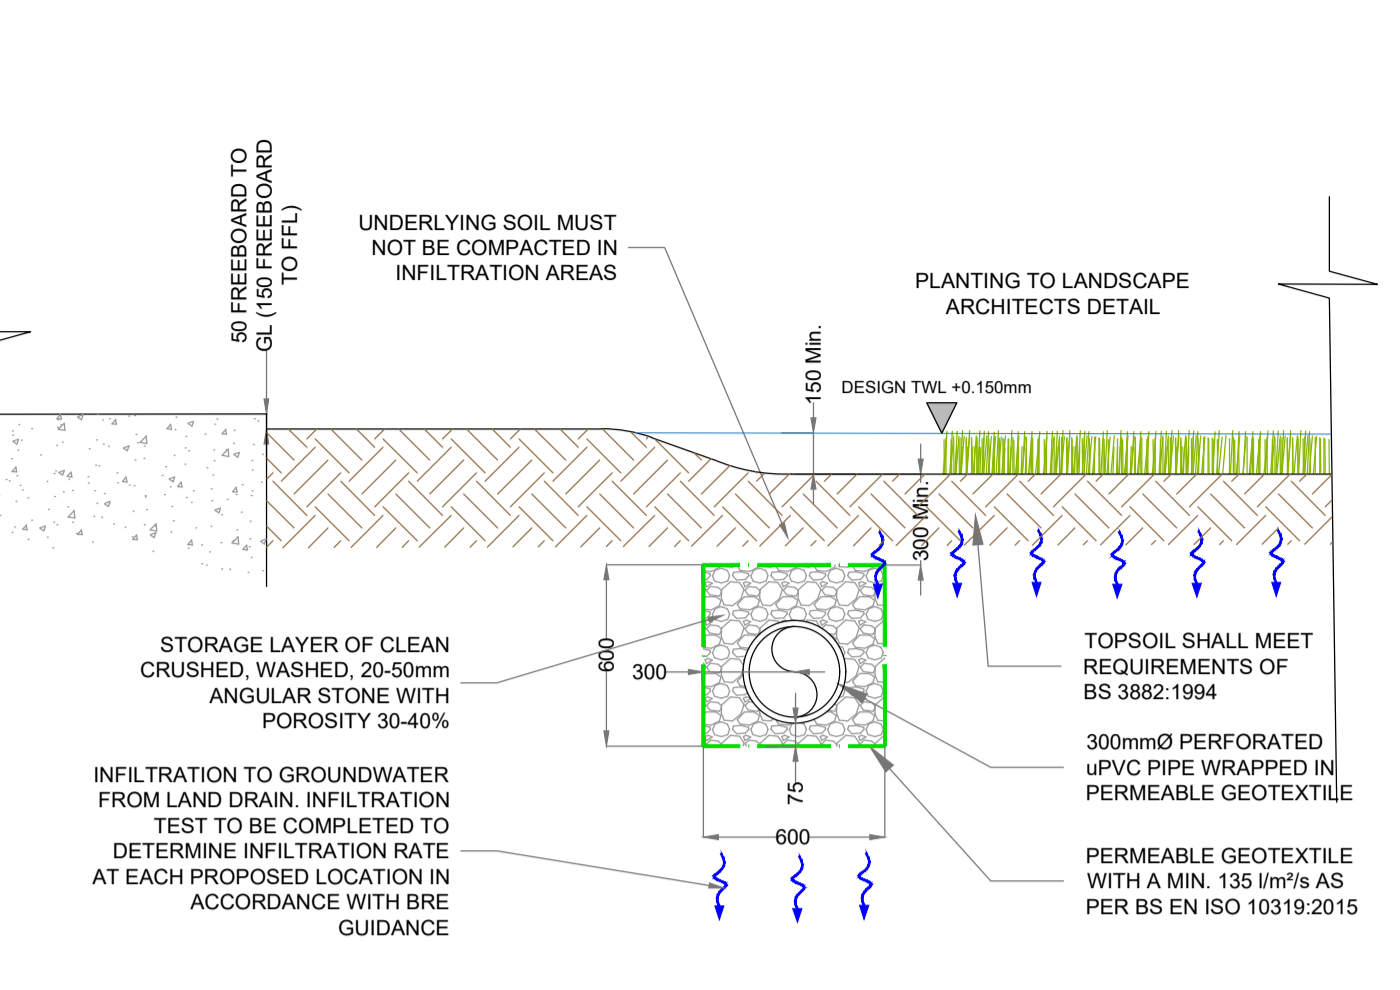 50 FREEBOARD TO
GL (150 FREEBOARD
TO FFL)
UNDERLYING SOIL MUST
NOT BE COMPACTED IN
INFILTRATION AREAS
PLANTING TO LANDSCAPE
ARCHITECTS DETAIL
150 Min.
DESIGN TWL +0.150mm
300 Min.
STORAGE LAYER OF CLEAN
CRUSHED, WASHED, 20-50mm
ANGULAR STONE WITH
POROSITY 30-40%
600
300
75
600
TOPSOIL SHALL MEET
REQUIREMENTS OF
BS 3882:1994
300mmØ PERFORATED
uPVC PIPE WRAPPED IN
PERMEABLE GEOTEXTILE
INFILTRATION TO GROUNDWATER
FROM LAND DRAIN. INFILTRATION
TEST TO BE COMPLETED TO
DETERMINE INFILTRATION RATE
AT EACH PROPOSED LOCATION IN
ACCORDANCE WITH BRE
GUIDANCE
PERMEABLE GEOTEXTILE
WITH A MIN. 135 l/m²/s AS
PER BS EN ISO 10319:2015